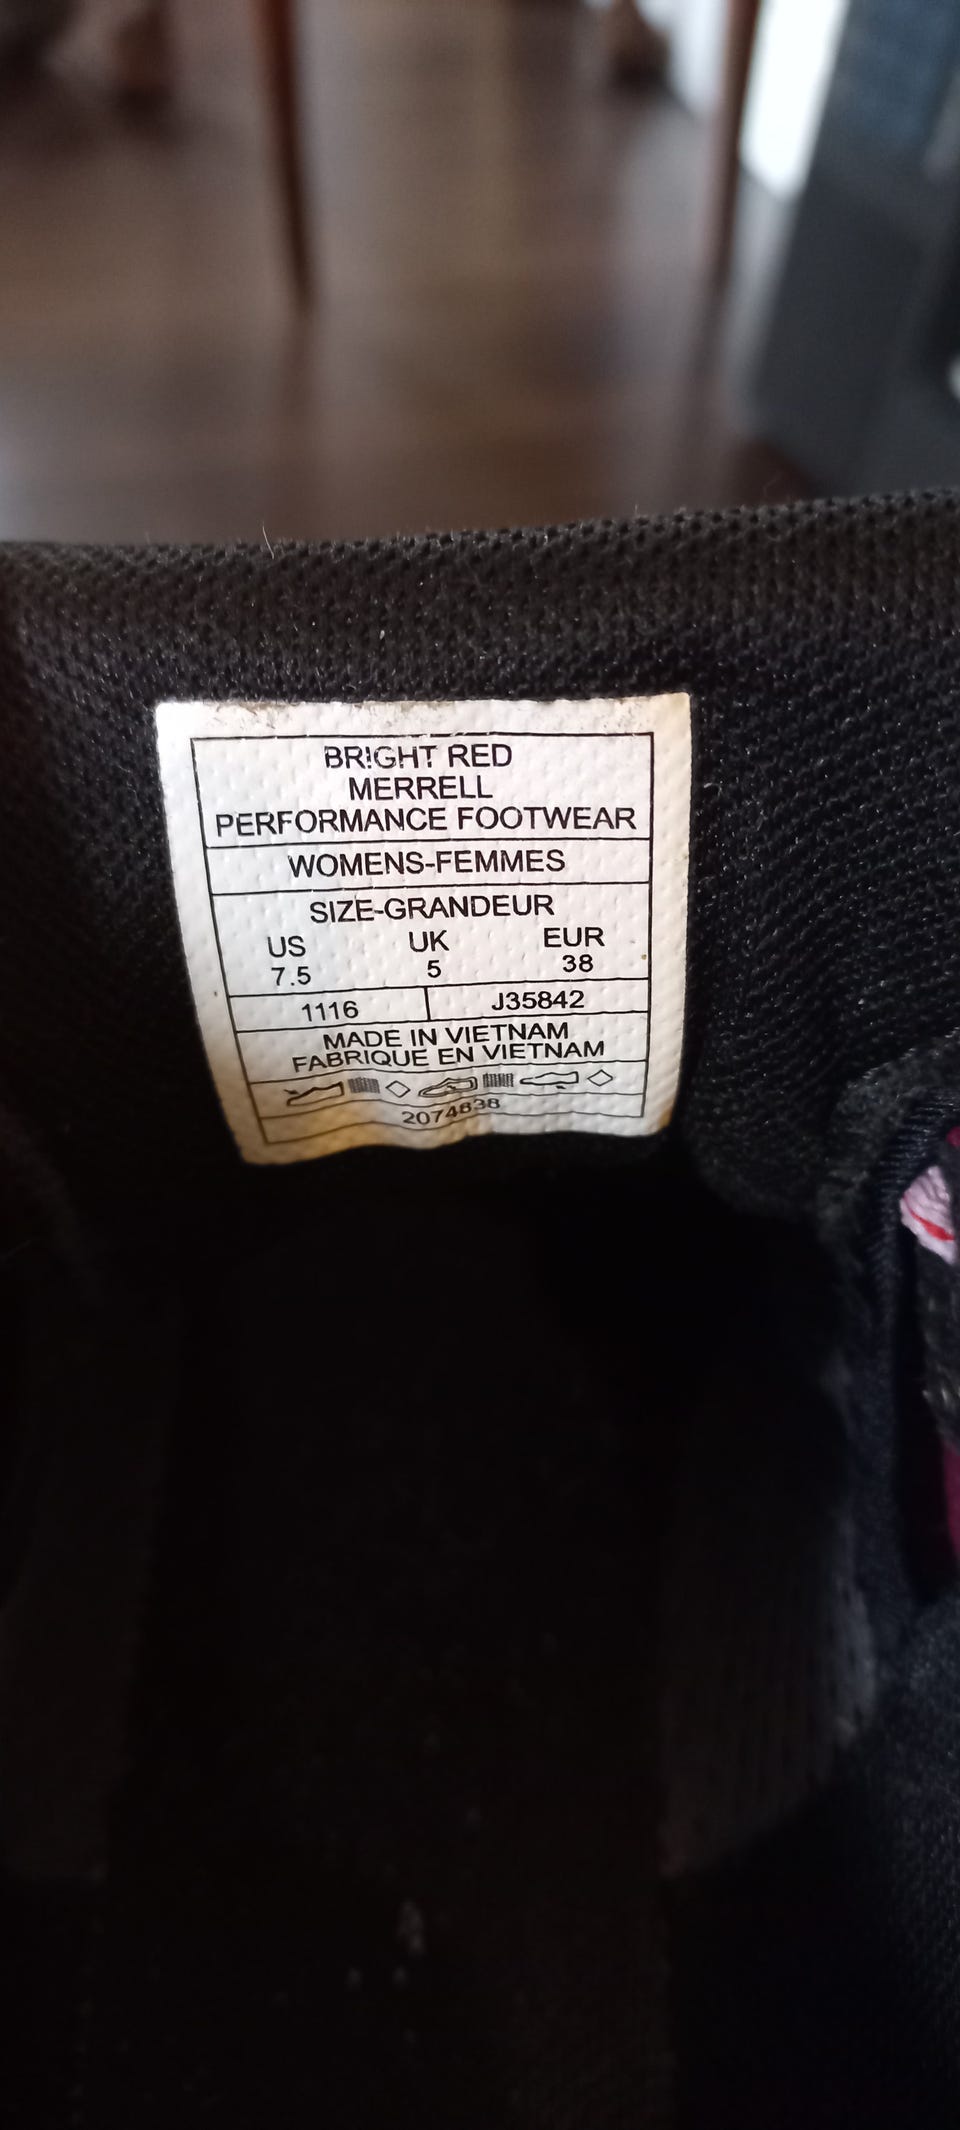 BRIGHT RED
MERRELL
PERFORMANCE FOOTWEAR
WOMENS-FEMMES
SIZE-GRANDEUR
US UK EUR
7.5 5 38
1116 J35842
MADE IN VIETNAM
FABRIQUE EN VIETNAM
2074838